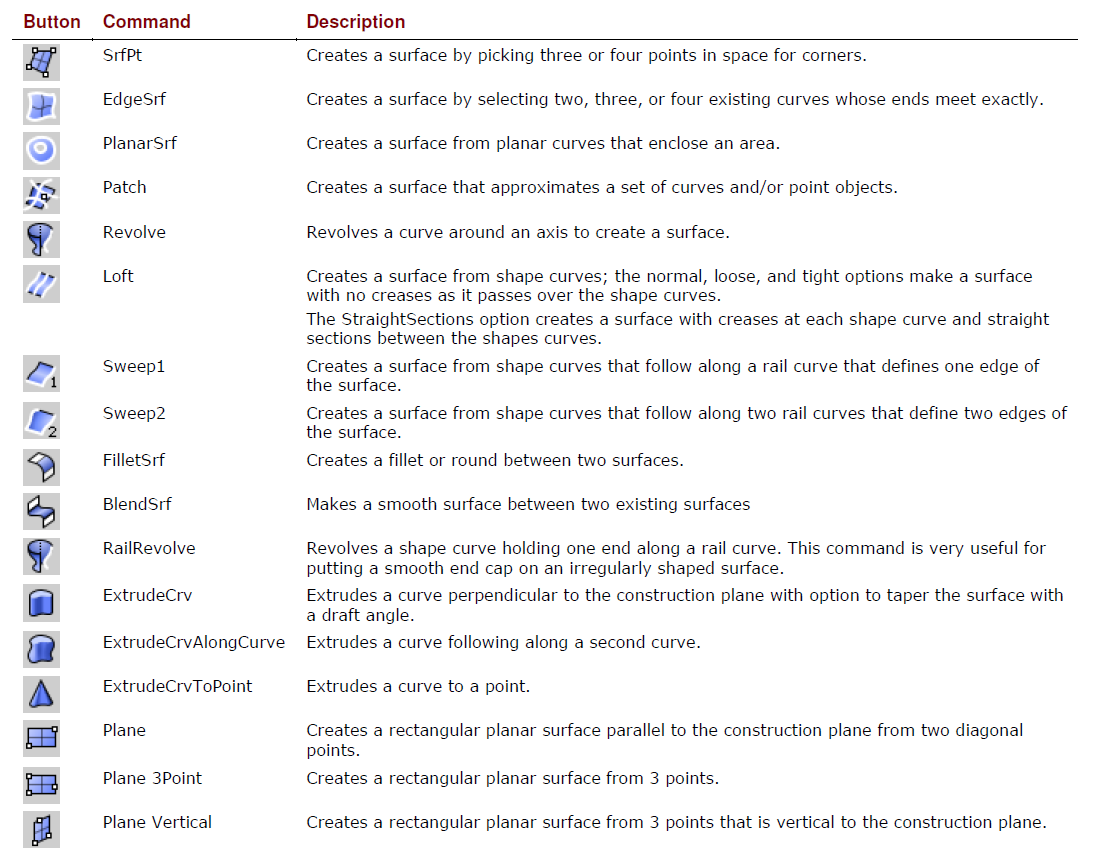 Button Command Description
SrfPt Creates a surface by picking three or four points in space for corners.
EdgeSrf Creates a surface by selecting two, three, or four existing curves whose ends meet exactly.
PlanarSrf Creates a surface from planar curves that enclose an area.
Patch Creates a surface that approximates a set of curves and/or point objects.
Revolve Revolves a curve around an axis to create a surface.
Loft Creates a surface from shape curves; the normal, loose, and tight options make a surface
with no creases as it passes over the shape curves.
The StraightSections option creates a surface with creases at each shape curve and straight
sections between the shapes curves.
1 Sweep1 Creates a surface from shape curves that follow along a rail curve that defines one edge of
the surface.
2 Sweep2 Creates a surface from shape curves that follow along two rail curves that define two edges of
the surface.
FilletSrf Creates a fillet or round between two surfaces.
BlendSrf Makes a smooth surface between two existing surfaces
RailRevolve Revolves a shape curve holding one end along a rail curve. This command is very useful for
putting a smooth end cap on an irregularly shaped surface.
ExtrudeCrv Extrudes a curve perpendicular to the construction plane with option to taper the surface with
a draft angle.
ExtrudeCrvAlongCurve Extrudes a curve following along a second curve.
ExtrudeCrvToPoint Extrudes a curve to a point.
Plane Creates a rectangular planar surface parallel to the construction plane from two diagonal
points.
Plane 3Point Creates a rectangular planar surface from 3 points.
Plane Vertical Creates a rectangular planar surface from 3 points that is vertical to the construction plane.